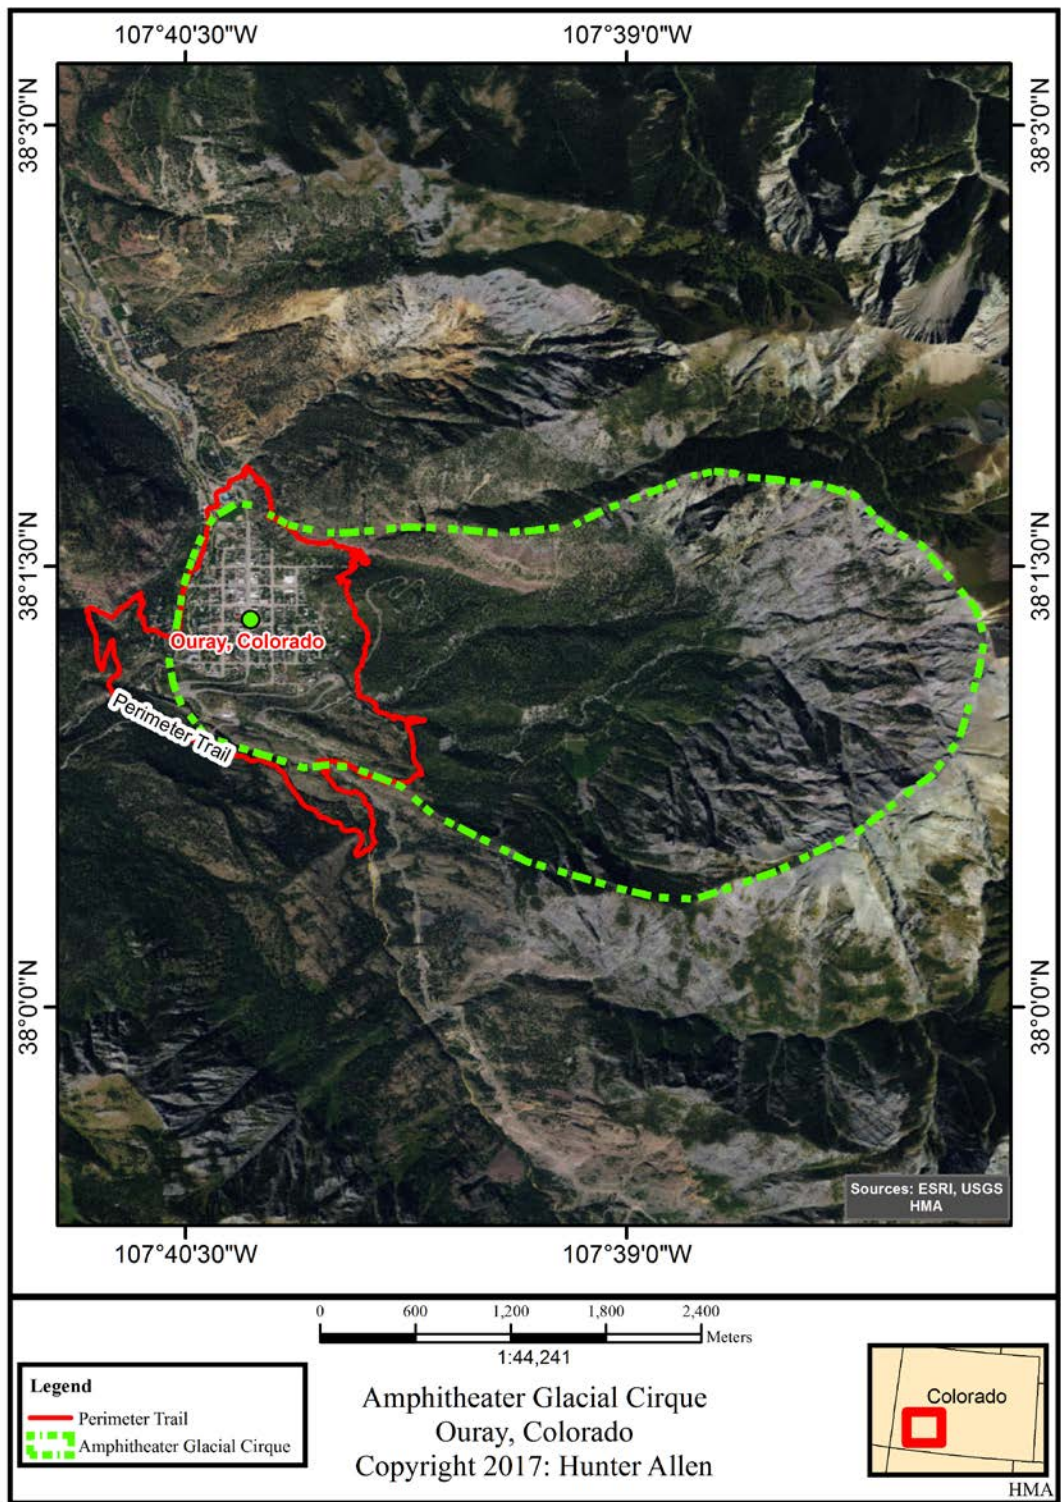 107°40'30"W
107°39'0"W
38°3'0"N
38°3'0"N
38°1'30"N
38°1'30"N
Ouray, Colorado
Perimeter Trail
38°0'0"N
38°0'0"N
Sources: ESRI, USGS
HMA
107°40'30"W
107°39'0"W
0 600 1,200 1,800 2,400
Meters
1:44,241
Legend
Perimeter Trail
Amphitheater Glacial Cirque
Amphitheater Glacial Cirque
Ouray, Colorado
Copyright 2017: Hunter Allen
Colorado
HMA